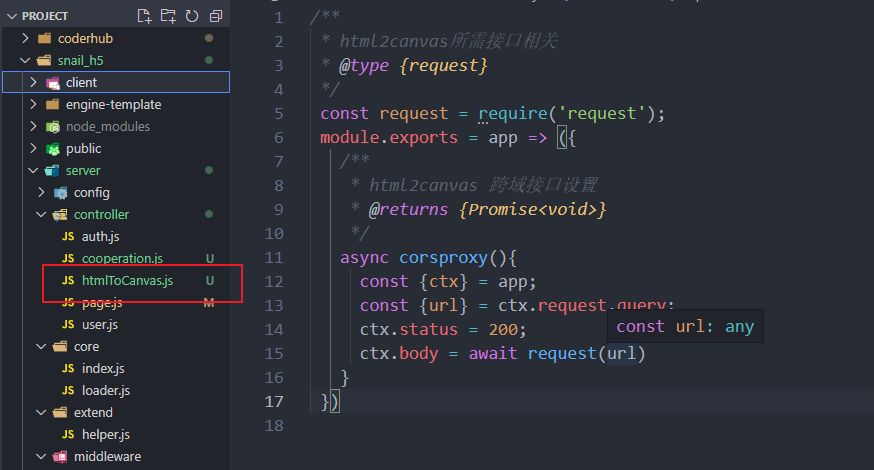 PROJECT
coderhub
snail_h5
client
engine-template
node_modules
public
server
config
controller
JS auth.js
JS cooperation.js U
JS htmlToCanvas.js U
JS page.js M
JS user.js
core
JS index.js
JS loader.js
extend
JS helper.js
middleware
1 /**
2 * html2canvas所需接口相关
3 * @type {request}
4 */
5 const request = require('request');
6 module.exports = app => ({
7 /**
8 * html2canvas 跨域接口设置
9 * @returns {Promise<void>}
10 */
11 async corsproxy(){
12 const {ctx} = app;
13 const {url} = ctx.request.query;
14 ctx.status = 200;
const url: any
15 ctx.body = await request(url)
16 }
17 })
18